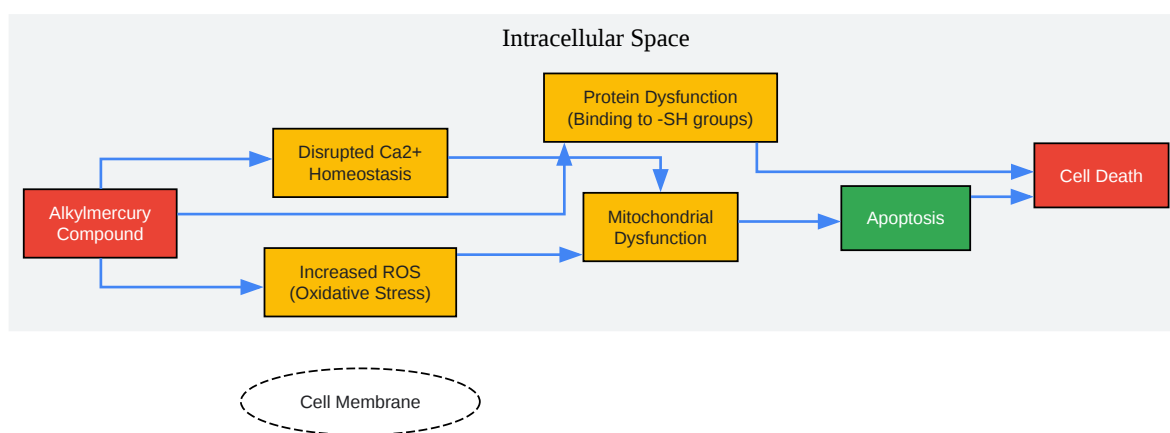 Intracellular Space
Protein Dysfunction
(Binding to -SH groups)
Disrupted Ca2+
Homeostasis
Cell Death
Alkylmercury
Compound
Mitochondrial
Dysfunction
Apoptosis
Increased ROS
(Oxidative Stress)
Cell Membrane